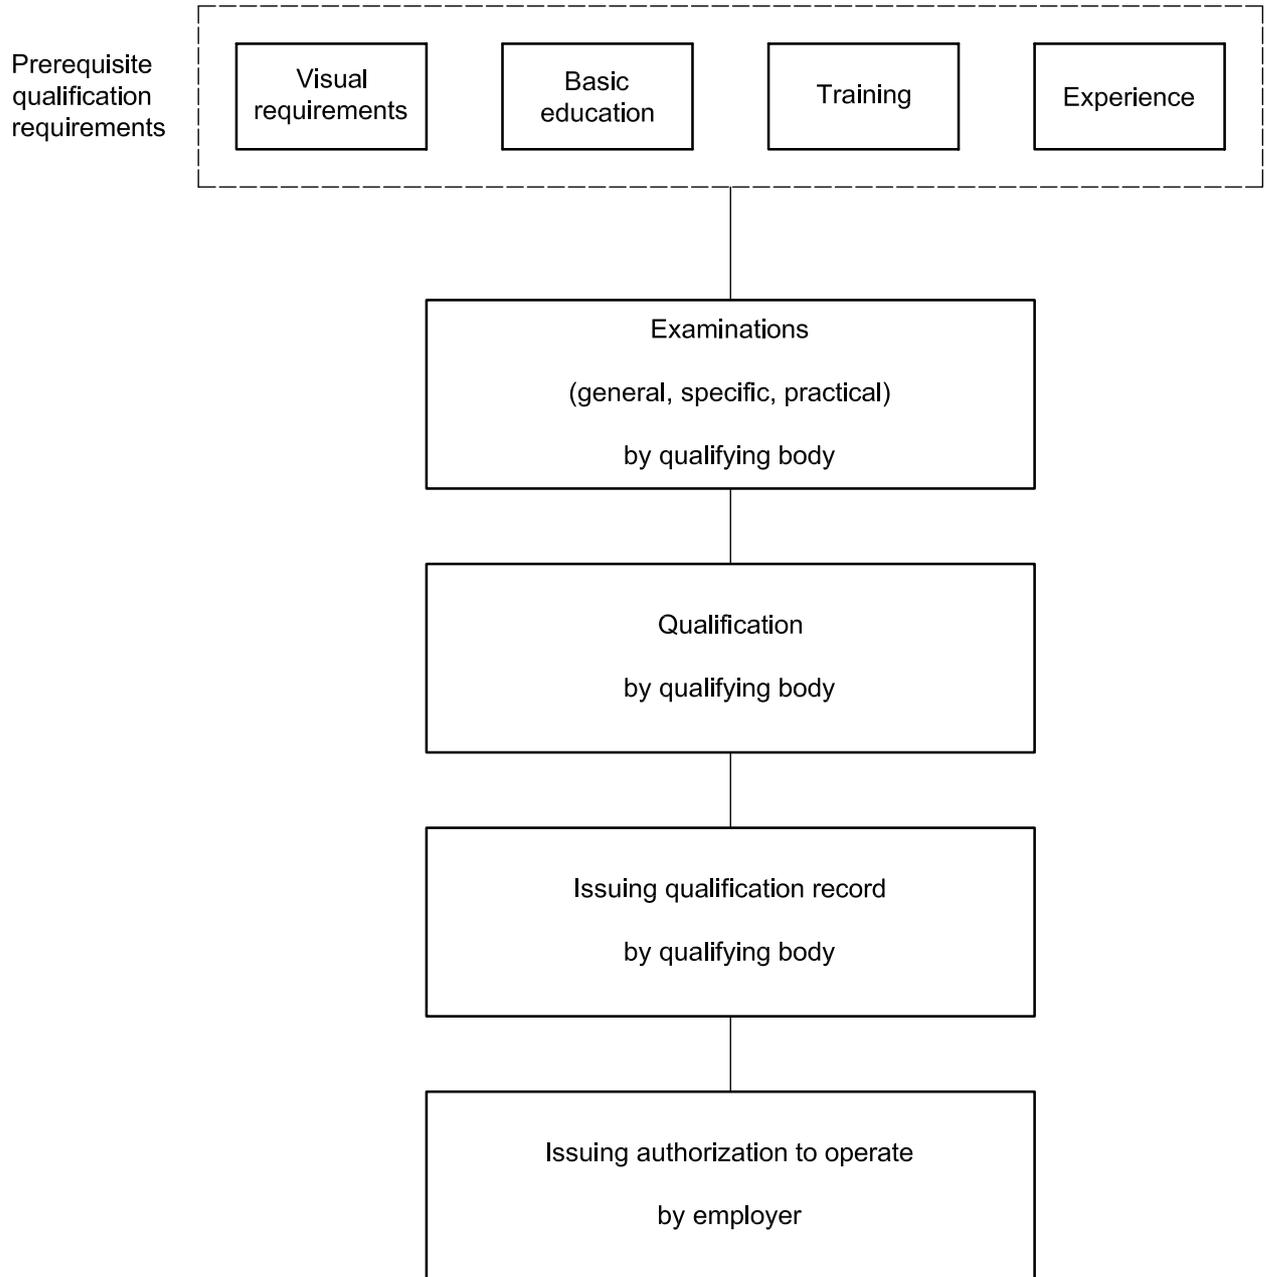 Prerequisite
qualification
requirements
Visual
requirements
Basic
education
Training
Experience
Examinations
(general, specific, practical)
by qualifying body
Qualification
by qualifying body
Issuing qualification record
by qualifying body
Issuing authorization to operate
by employer